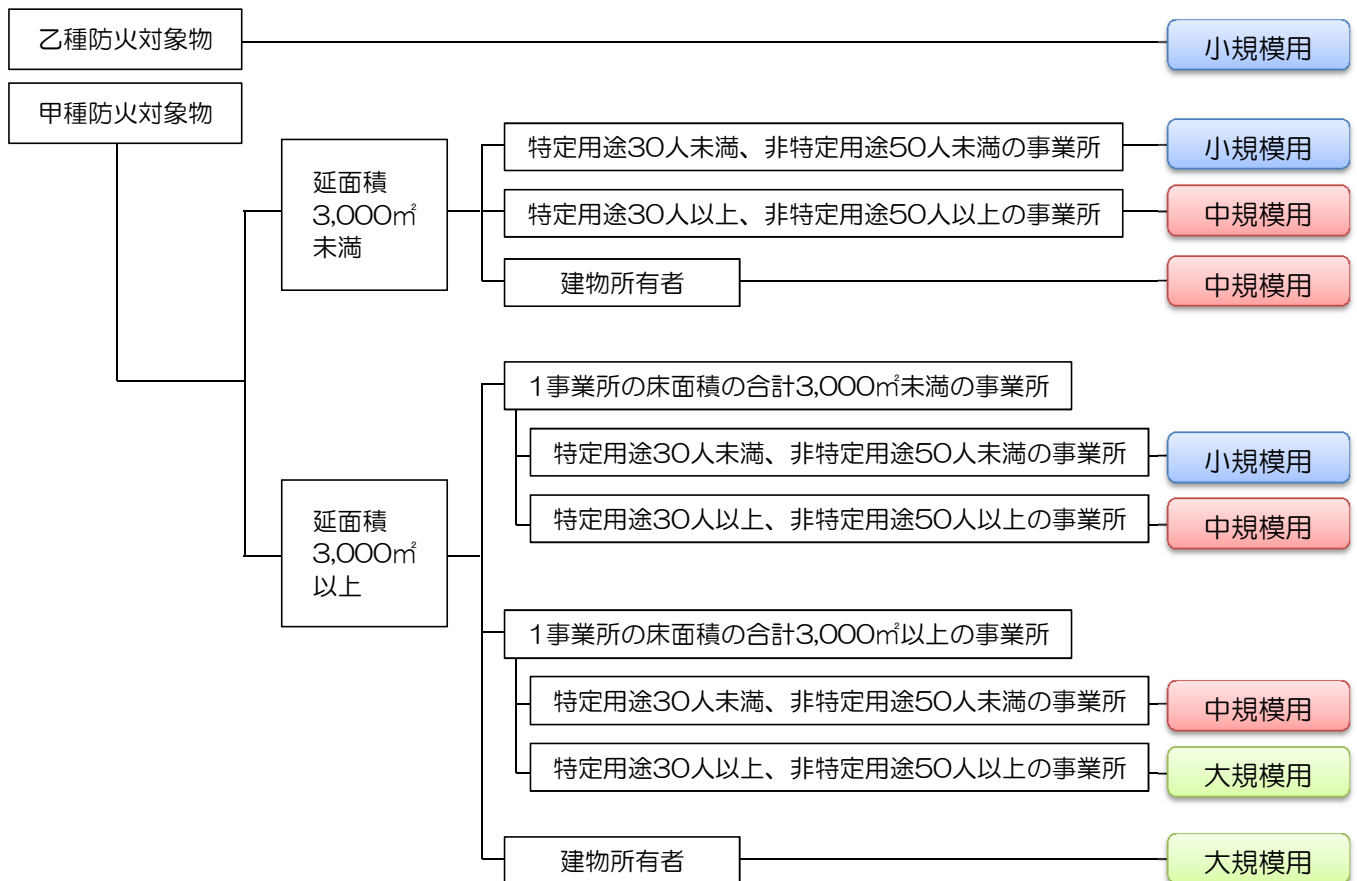 乙種防火対象物
小規模用
甲種防火対象物
延面積
3,000㎡
未満
特定用途30人未満、非特定用途50人未満の事業所
小規模用
特定用途30人以上、非特定用途50人以上の事業所
中規模用
建物所有者
中規模用
延面積
3,000㎡
以上
1事業所の床面積の合計3,000㎡未満の事業所
特定用途30人未満、非特定用途50人未満の事業所
小規模用
特定用途30人以上、非特定用途50人以上の事業所
中規模用
1事業所の床面積の合計3,000㎡以上の事業所
特定用途30人未満、非特定用途50人未満の事業所
中規模用
特定用途30人以上、非特定用途50人以上の事業所
大規模用
建物所有者
大規模用